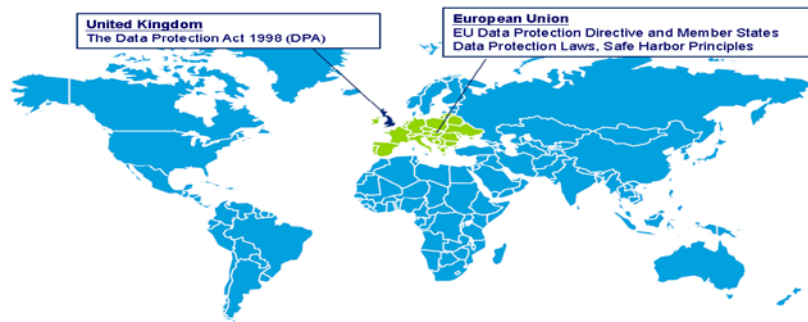 United Kingdom
The Data Protection Act 1998 (DPA)
European Union
EU Data Protection Directive and Member States
Data Protection Laws, Safe Harbor Principles